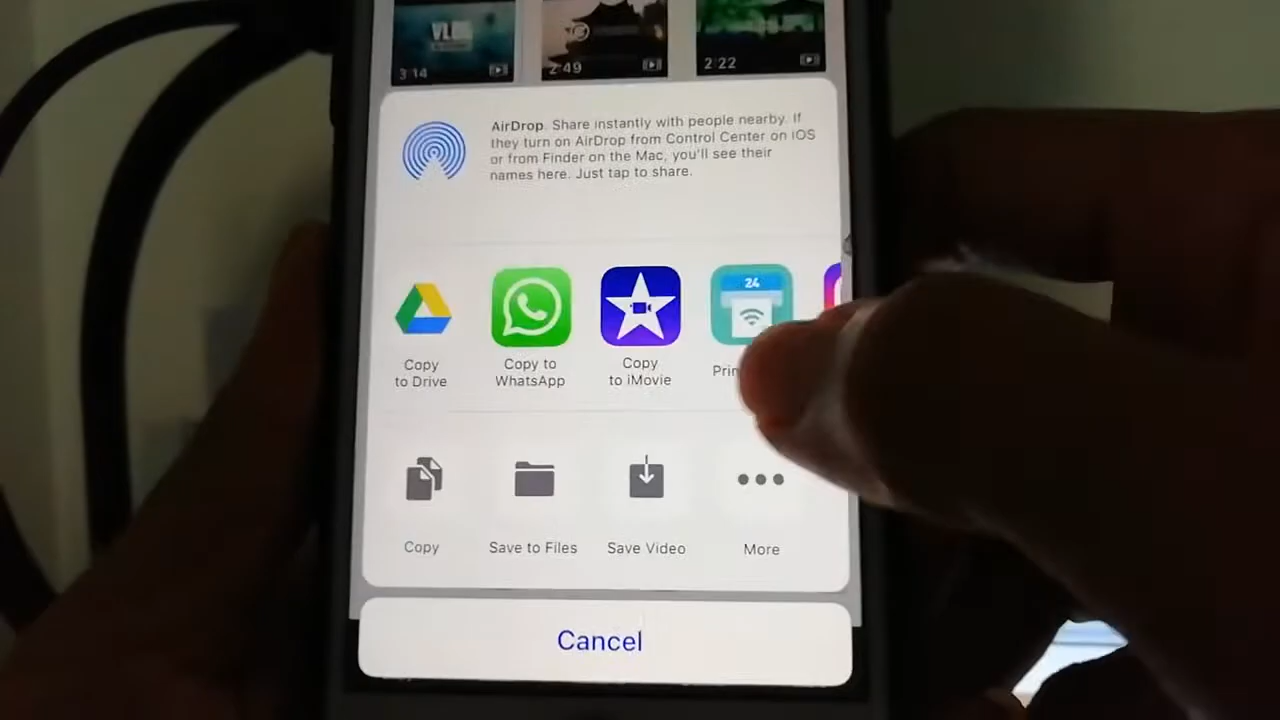 VLOG
3:14
2:49
2:22
AirDrop. Share instantly with people nearby. If
they turn on AirDrop from Control Center on iOS
or from Finder on the Mac, you'll see their
names here. Just tap to share.
24
Copy
to Drive
Copy to
WhatsApp
Copy
to iMovie
Copy
Save to Files
Save Video
More
Cancel